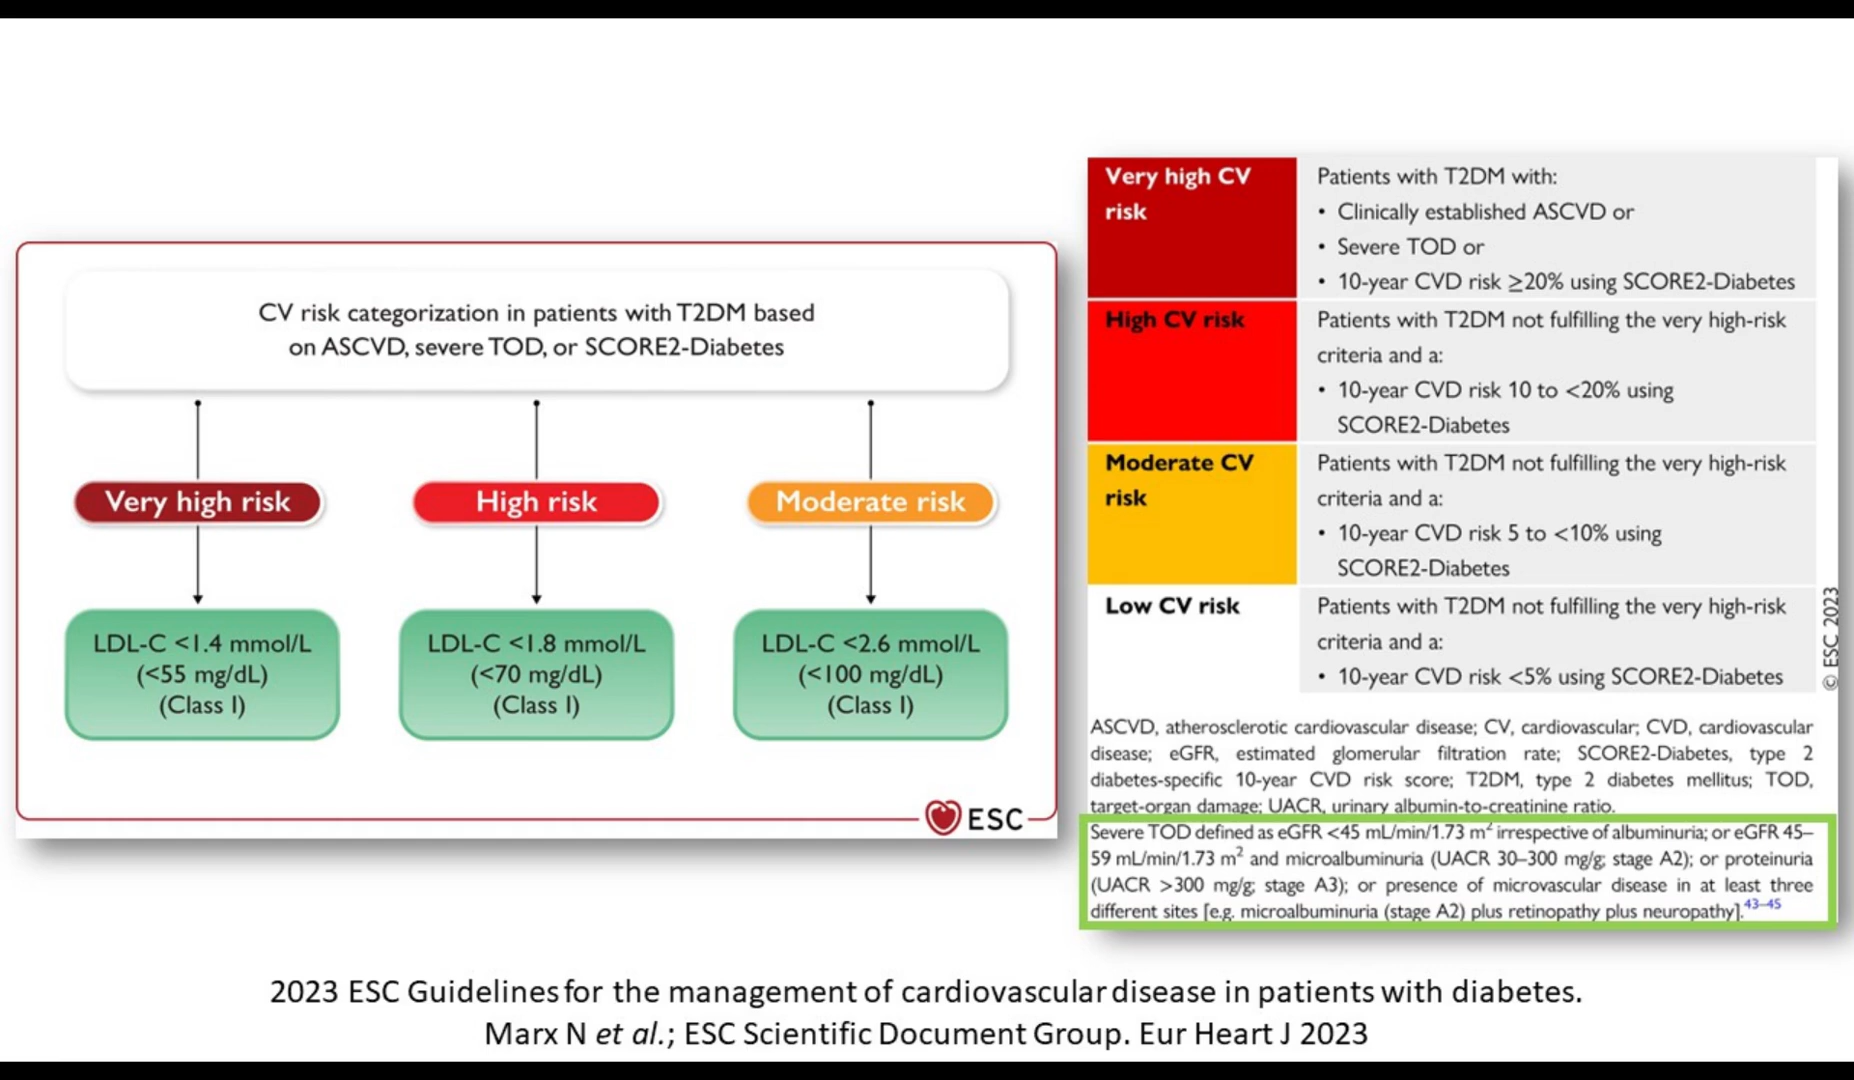 CV risk categorization in patients with T2DM based
on ASCVD, severe TOD, or SCORE2-Diabetes
Very high risk
High risk
Moderate risk
LDL-C <1.4 mmol/L
(<55 mg/dL)
(Class I)
LDL-C <1.8 mmol/L
(<70 mg/dL)
(Class I)
LDL-C <2.6 mmol/L
(<100 mg/dL)
(Class I)
ESC
Very high CV
risk
Patients with T2DM with:
• Clinically established ASCVD or
• Severe TOD or
• 10-year CVD risk ≥20% using SCORE2-Diabetes
High CV risk
Patients with T2DM not fulfilling the very high-risk
criteria and a:
• 10-year CVD risk 10 to <20% using
SCORE2-Diabetes
Moderate CV
risk
Patients with T2DM not fulfilling the very high-risk
criteria and a:
• 10-year CVD risk 5 to <10% using
SCORE2-Diabetes
Low CV risk
Patients with T2DM not fulfilling the very high-risk
criteria and a:
• 10-year CVD risk <5% using SCORE2-Diabetes
© ESC 2023
ASCVD, atherosclerotic cardiovascular disease; CV, cardiovascular; CVD, cardiovascular
disease; eGFR, estimated glomerular filtration rate; SCORE2-Diabetes, type 2
diabetes-specific 10-year CVD risk score; T2DM, type 2 diabetes mellitus; TOD,
target-organ damage; UACR, urinary albumin-to-creatinine ratio.
Severe TOD defined as eGFR <45 mL/min/1.73 m² irrespective of albuminuria; or eGFR 45–
59 mL/min/1.73 m² and microalbuminuria (UACR 30–300 mg/g; stage A2); or proteinuria
(UACR >300 mg/g; stage A3); or presence of microvascular disease in at least three
different sites [e.g. microalbuminuria (stage A2) plus retinopathy plus neuropathy].43–45
2023 ESC Guidelines for the management of cardiovascular disease in patients with diabetes.
Marx N et al.; ESC Scientific Document Group. Eur Heart J 2023